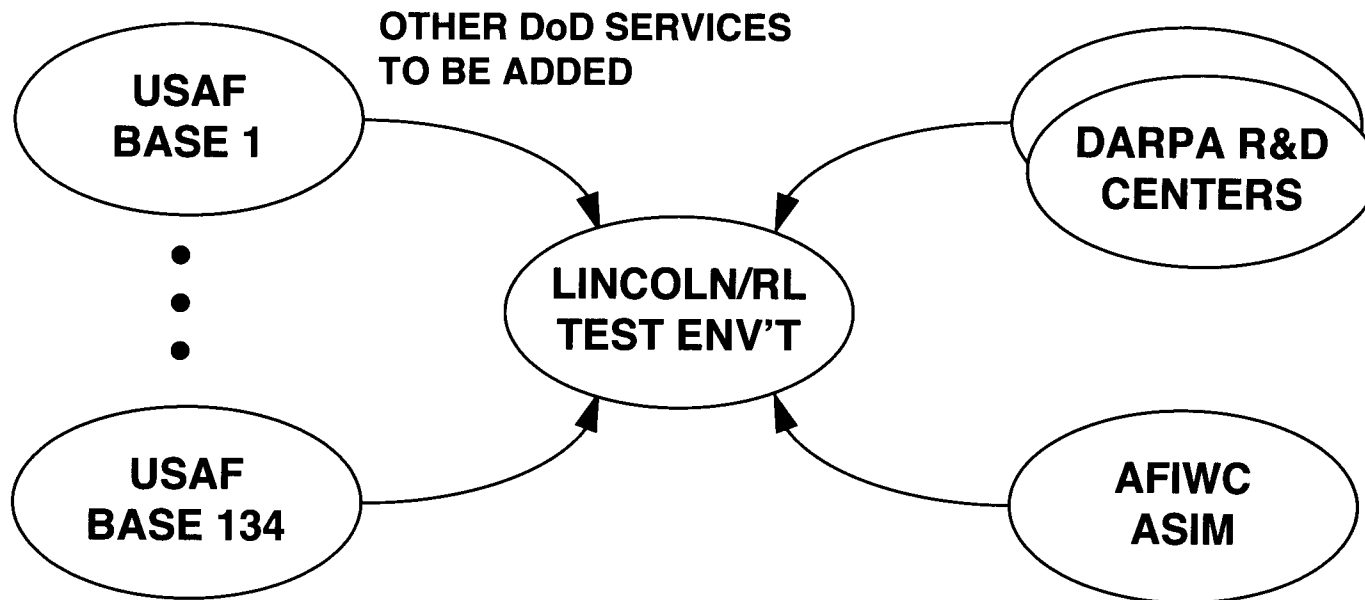 OTHER DoD SERVICES
TO BE ADDED
USAF
BASE 1
DARPA R&D
CENTERS
LINCOLN/RL
TEST ENV'T
USAF
BASE 134
AFIWC
ASIM